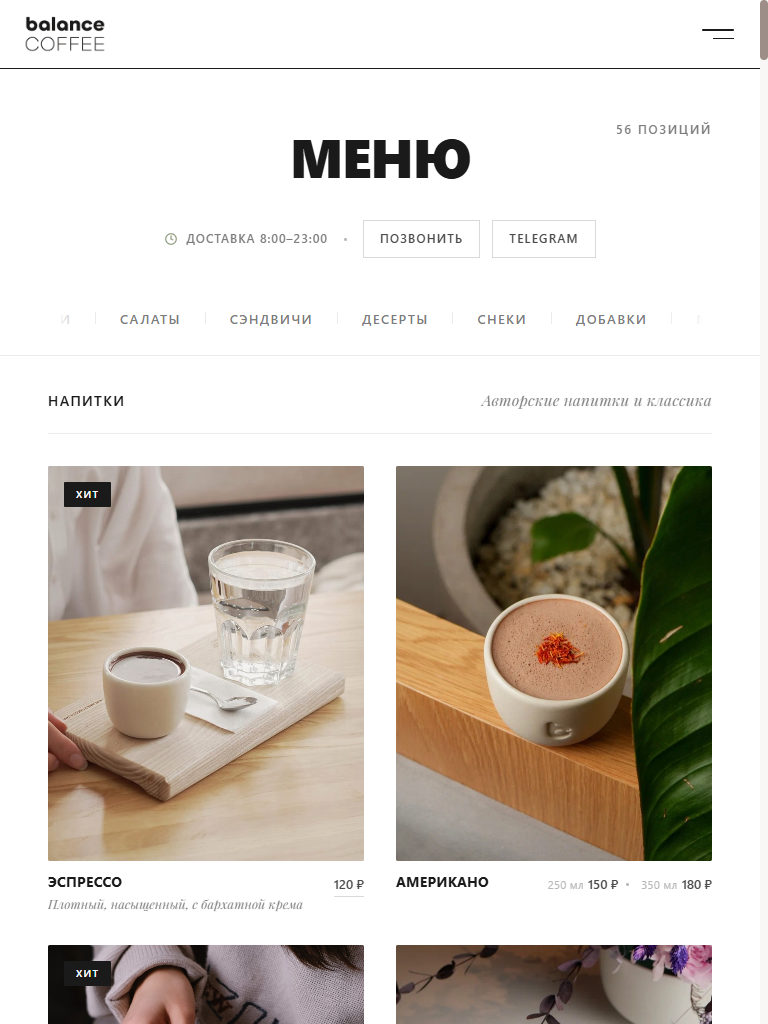 balance
COFFEE
56 ПОЗИЦИЙ
МЕНЮ
ДОСТАВКА 8:00–23:00 • ПОЗВОНИТЬ TELEGRAM
САЛАТЫ СЭНДВИЧИ ДЕСЕРТЫ СНЕКИ ДОБАВКИ
НАПИТКИ Авторские напитки и классика
ХИТ
ЭСПРЕССО 120 ₽
Плотный, насыщенный, с бархатной крема
АМЕРИКАНО 250 мл 150 ₽ • 350 мл 180 ₽
ХИТ